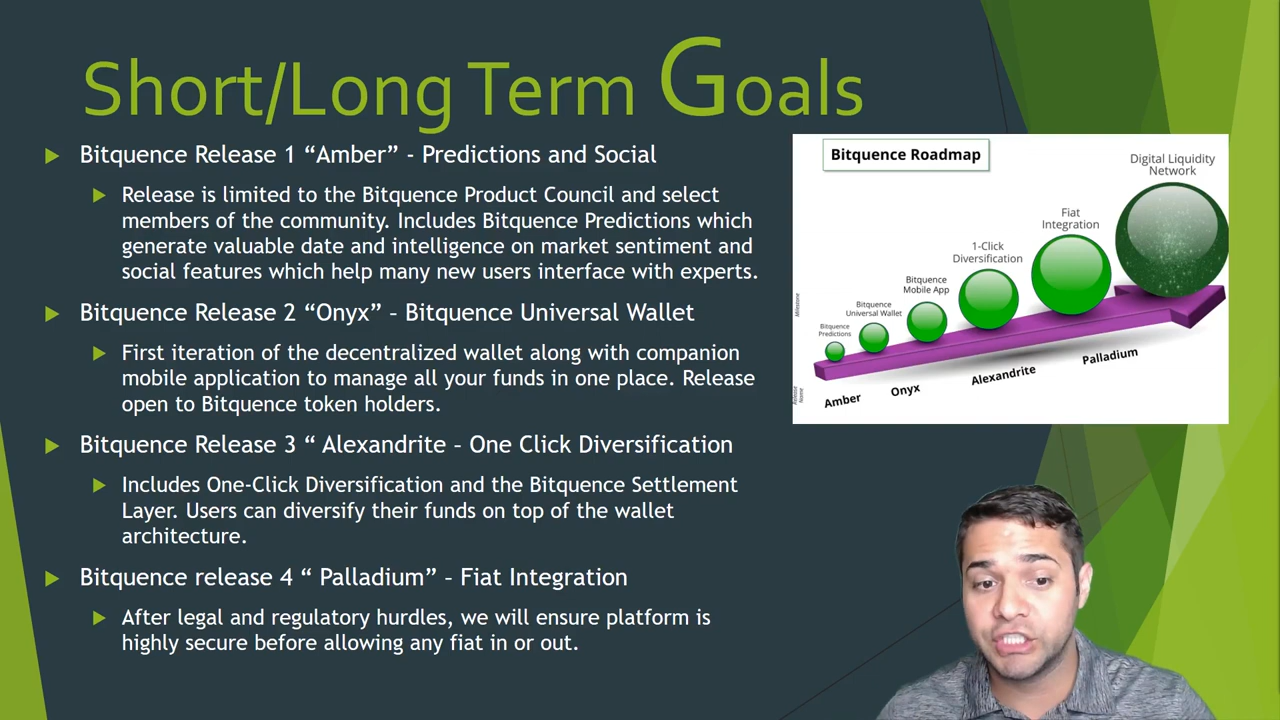 Short/Long Term Goals
Bitquence Release 1 “Amber” - Predictions and Social
Release is limited to the Bitquence Product Council and select
members of the community. Includes Bitquence Predictions which
generate valuable date and intelligence on market sentiment and
social features which help many new users interface with experts.
Bitquence Release 2 “Onyx” – Bitquence Universal Wallet
First iteration of the decentralized wallet along with companion
mobile application to manage all your funds in one place. Release
open to Bitquence token holders.
Bitquence Release 3 “ Alexandrite – One Click Diversification
Includes One-Click Diversification and the Bitquence Settlement
Layer. Users can diversify their funds on top of the wallet
architecture.
Bitquence release 4 “ Palladium” – Fiat Integration
After legal and regulatory hurdles, we will ensure platform is
highly secure before allowing any fiat in or out.
Bitquence Roadmap
Digital Liquidity
Network
Fiat
Integration
1-Click
Diversification
Bitquence
Mobile App
Bitquence
Universal Wallet
Bitquence
Predictions
Milestone
Release
Name
Amber
Onyx
Alexandrite
Palladium